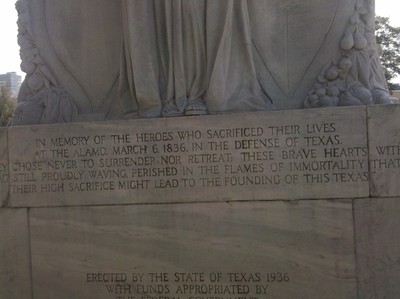 IN MEMORY OF THE HEROES WHO SACRIFICED THEIR LIVES
AT THE ALAMO, MARCH 6, 1836, IN THE DEFENSE OF TEXAS.
CHOSE NEVER TO SURRENDER NOR RETREAT; THESE BRAVE HEARTS, WITH
STILL PROUDLY WAVING, PERISHED IN THE FLAMES OF IMMORTALITY THAT
THEIR HIGH SACRIFICE MIGHT LEAD TO THE FOUNDING OF THIS TEXAS
ERECTED BY THE STATE OF TEXAS 1936
WITH FUNDS APPROPRIATED BY
THE FEDERAL GOVERNMENT